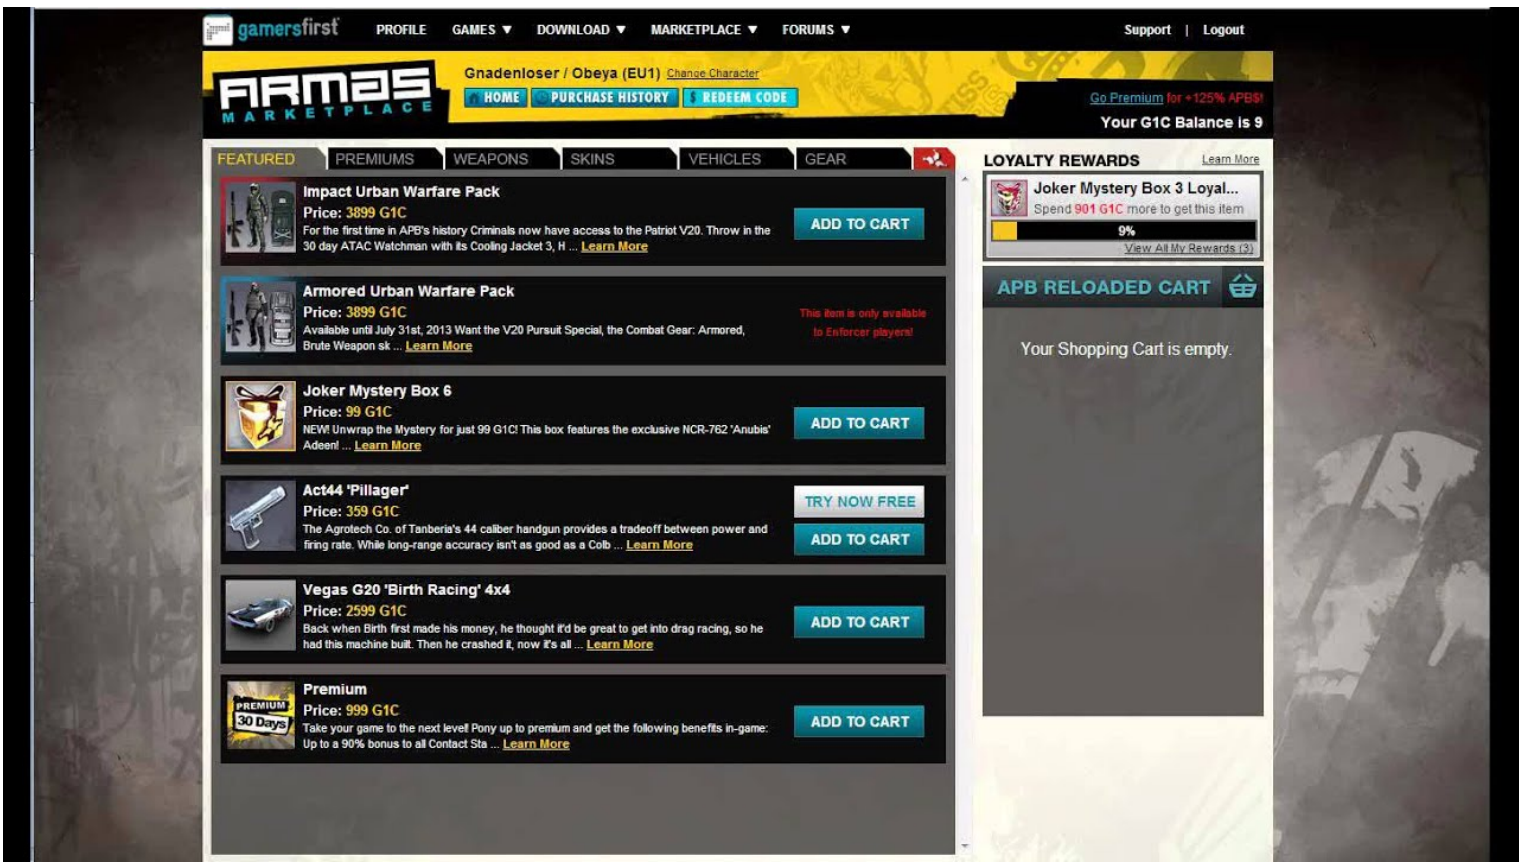 gamersfirst PROFILE GAMES ▼ DOWNLOAD ▼ MARKETPLACE ▼ FORUMS ▼ Support | Logout
ARMAS
MARKETPLACE
Gnadenloser / Obeya (EU1) Change Character
HOME PURCHASE HISTORY $ REDEEM CODE
Go Premium for +125% APB$!
Your G1C Balance is 9
FEATURED PREMIUMS WEAPONS SKINS VEHICLES GEAR
Impact Urban Warfare Pack
Price: 3899 G1C
For the first time in APB's history Criminals now have access to the Patriot V20. Throw in the
30 day ATAC Watchman with its Cooling Jacket 3, H ... Learn More
ADD TO CART
Armored Urban Warfare Pack
Price: 3899 G1C
Available until July 31st, 2013 Want the V20 Pursuit Special, the Combat Gear: Armored,
Brute Weapon sk ... Learn More
This item is only available
to Enforcer players!
Joker Mystery Box 6
Price: 99 G1C
NEW! Unwrap the Mystery for just 99 G1C! This box features the exclusive NCR-762 'Anubis'
Adeen! ... Learn More
ADD TO CART
Act44 'Pillager'
Price: 359 G1C
The Agrotech Co. of Tanberia's 44 caliber handgun provides a tradeoff between power and
firing rate. While long-range accuracy isn't as good as a Colb ... Learn More
TRY NOW FREE
ADD TO CART
Vegas G20 'Birth Racing' 4x4
Price: 2599 G1C
Back when Birth first made his money, he thought it'd be great to get into drag racing, so he
had this machine built. Then he crashed it, now it's all ... Learn More
ADD TO CART
PREMIUM
30 Days
Premium
Price: 999 G1C
Take your game to the next level! Pony up to premium and get the following benefits in-game:
Up to a 90% bonus to all Contact Sta ... Learn More
ADD TO CART
LOYALTY REWARDS Learn More
Joker Mystery Box 3 Loyal...
Spend 901 G1C more to get this item
9%
View All My Rewards (3)
APB RELOADED CART
Your Shopping Cart is empty.